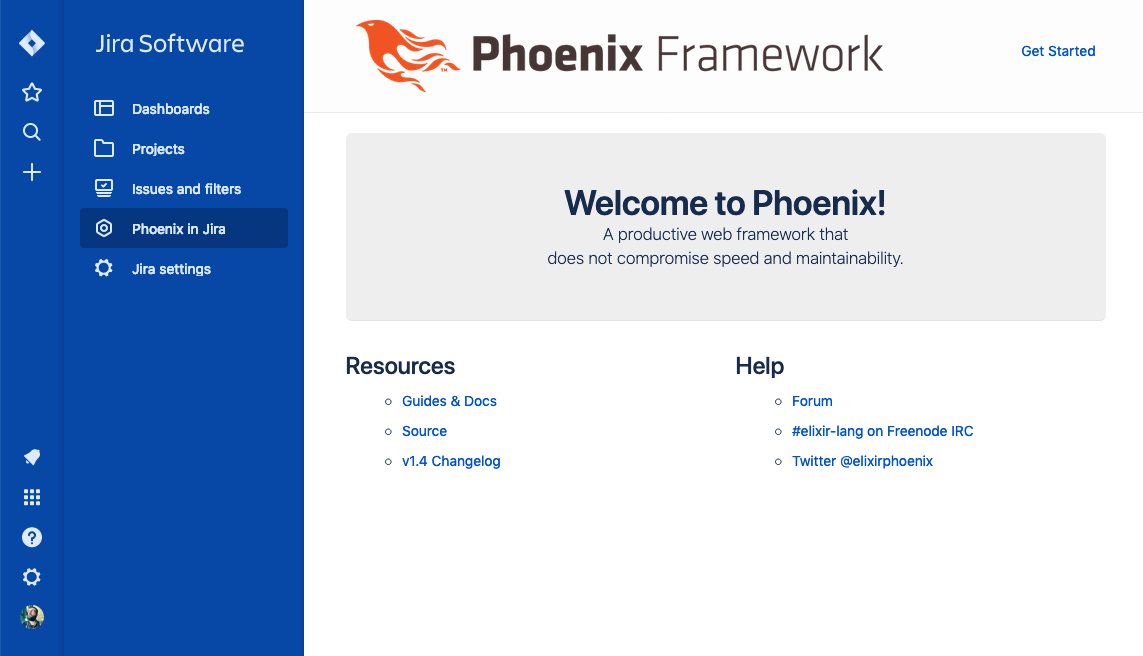 Jira Software
Dashboards
Projects
Issues and filters
Phoenix in Jira
Jira settings
Phoenix Framework
™
Get Started
Welcome to Phoenix!
A productive web framework that
does not compromise speed and maintainability.
Resources
Guides & Docs
Source
v1.4 Changelog
Help
Forum
#elixir-lang on Freenode IRC
Twitter @elixirphoenix